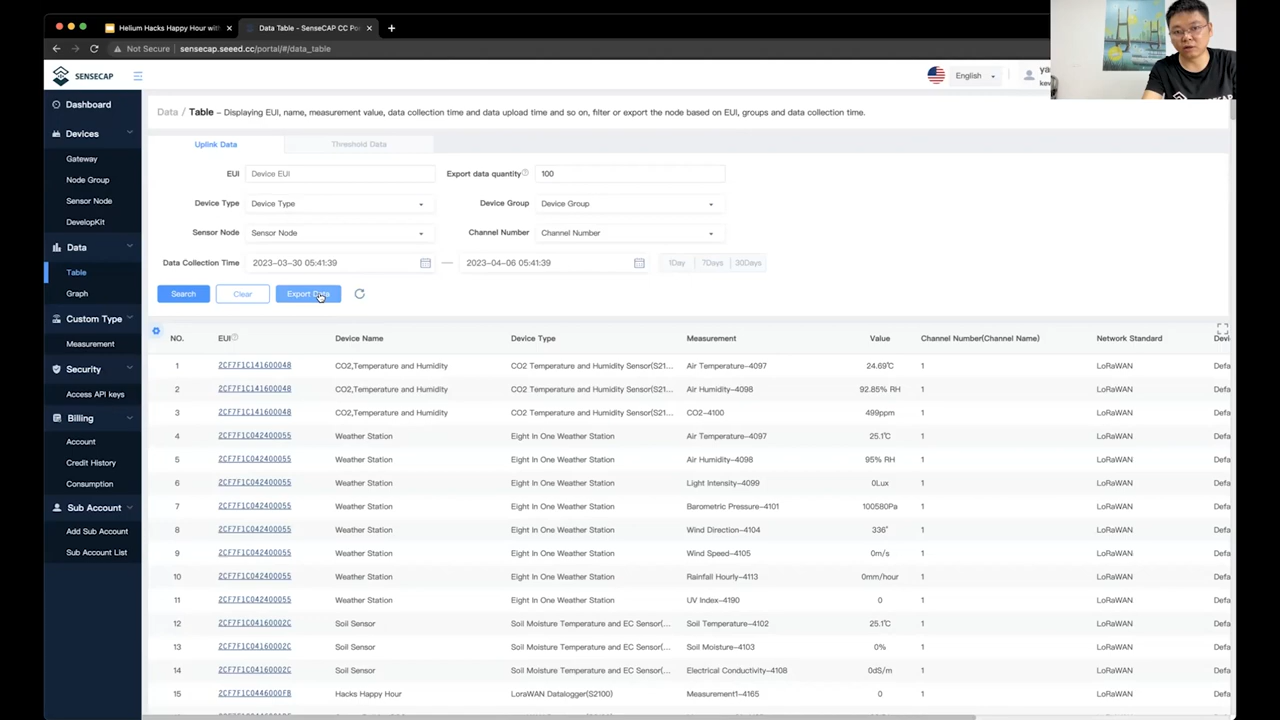 Helium Hacks Happy Hour with
Data Table - SenseCAP CC Po
Not Secure
sensecap.seeed.cc/portal/#/data_table
SENSECAP
English
ya
kev
Dashboard
Devices
Gateway
Node Group
Sensor Node
DevelopKit
Data
Table
Graph
Custom Type
Measurement
Security
Access API keys
Billing
Account
Credit History
Consumption
Sub Account
Add Sub Account
Sub Account List
Data / Table – Displaying EUI, name, measurement value, data collection time and data upload time and so on, filter or export the node based on EUI, groups and data collection time.
Uplink Data Threshold Data
EUI Device EUI Export data quantity 100
Device Type Device Type Device Group Device Group
Sensor Node Sensor Node Channel Number Channel Number
Data Collection Time 2023-03-30 05:41:39 — 2023-04-06 05:41:39 1Day 7Days 30Days
Search Clear Export Data
NO. EUI Device Name Device Type Measurement Value Channel Number(Channel Name) Network Standard Devi
1 2CF7F1C141600048 CO2,Temperature and Humidity CO2 Temperature and Humidity Sensor(S21... Air Temperature-4097 24.69℃ 1 LoRaWAN Defa
2 2CF7F1C141600048 CO2,Temperature and Humidity CO2 Temperature and Humidity Sensor(S21... Air Humidity-4098 92.85% RH 1 LoRaWAN Defa
3 2CF7F1C141600048 CO2,Temperature and Humidity CO2 Temperature and Humidity Sensor(S21... CO2-4100 499ppm 1 LoRaWAN Defa
4 2CF7F1C042400055 Weather Station Eight In One Weather Station Air Temperature-4097 25.1℃ 1 LoRaWAN Defa
5 2CF7F1C042400055 Weather Station Eight In One Weather Station Air Humidity-4098 95% RH 1 LoRaWAN Defa
6 2CF7F1C042400055 Weather Station Eight In One Weather Station Light Intensity-4099 0Lux 1 LoRaWAN Defa
7 2CF7F1C042400055 Weather Station Eight In One Weather Station Barometric Pressure-4101 100580Pa 1 LoRaWAN Defa
8 2CF7F1C042400055 Weather Station Eight In One Weather Station Wind Direction-4104 336° 1 LoRaWAN Defa
9 2CF7F1C042400055 Weather Station Eight In One Weather Station Wind Speed-4105 0m/s 1 LoRaWAN Defa
10 2CF7F1C042400055 Weather Station Eight In One Weather Station Rainfall Hourly-4113 0mm/hour 1 LoRaWAN Defa
11 2CF7F1C042400055 Weather Station Eight In One Weather Station UV Index-4190 0 1 LoRaWAN Defa
12 2CF7F1C04160002C Soil Sensor Soil Moisture Temperature and EC Sensor(... Soil Temperature-4102 25.1℃ 1 LoRaWAN Defa
13 2CF7F1C04160002C Soil Sensor Soil Moisture Temperature and EC Sensor(... Soil Moisture-4103 0% 1 LoRaWAN Defa
14 2CF7F1C04160002C Soil Sensor Soil Moisture Temperature and EC Sensor(... Electrical Conductivity-4108 0dS/m 1 LoRaWAN Defa
15 2CF7F1C0446000FB Hacks Happy Hour LoraWAN Datalogger(S2100) Measurement1-4165 0 1 LoRaWAN Defa